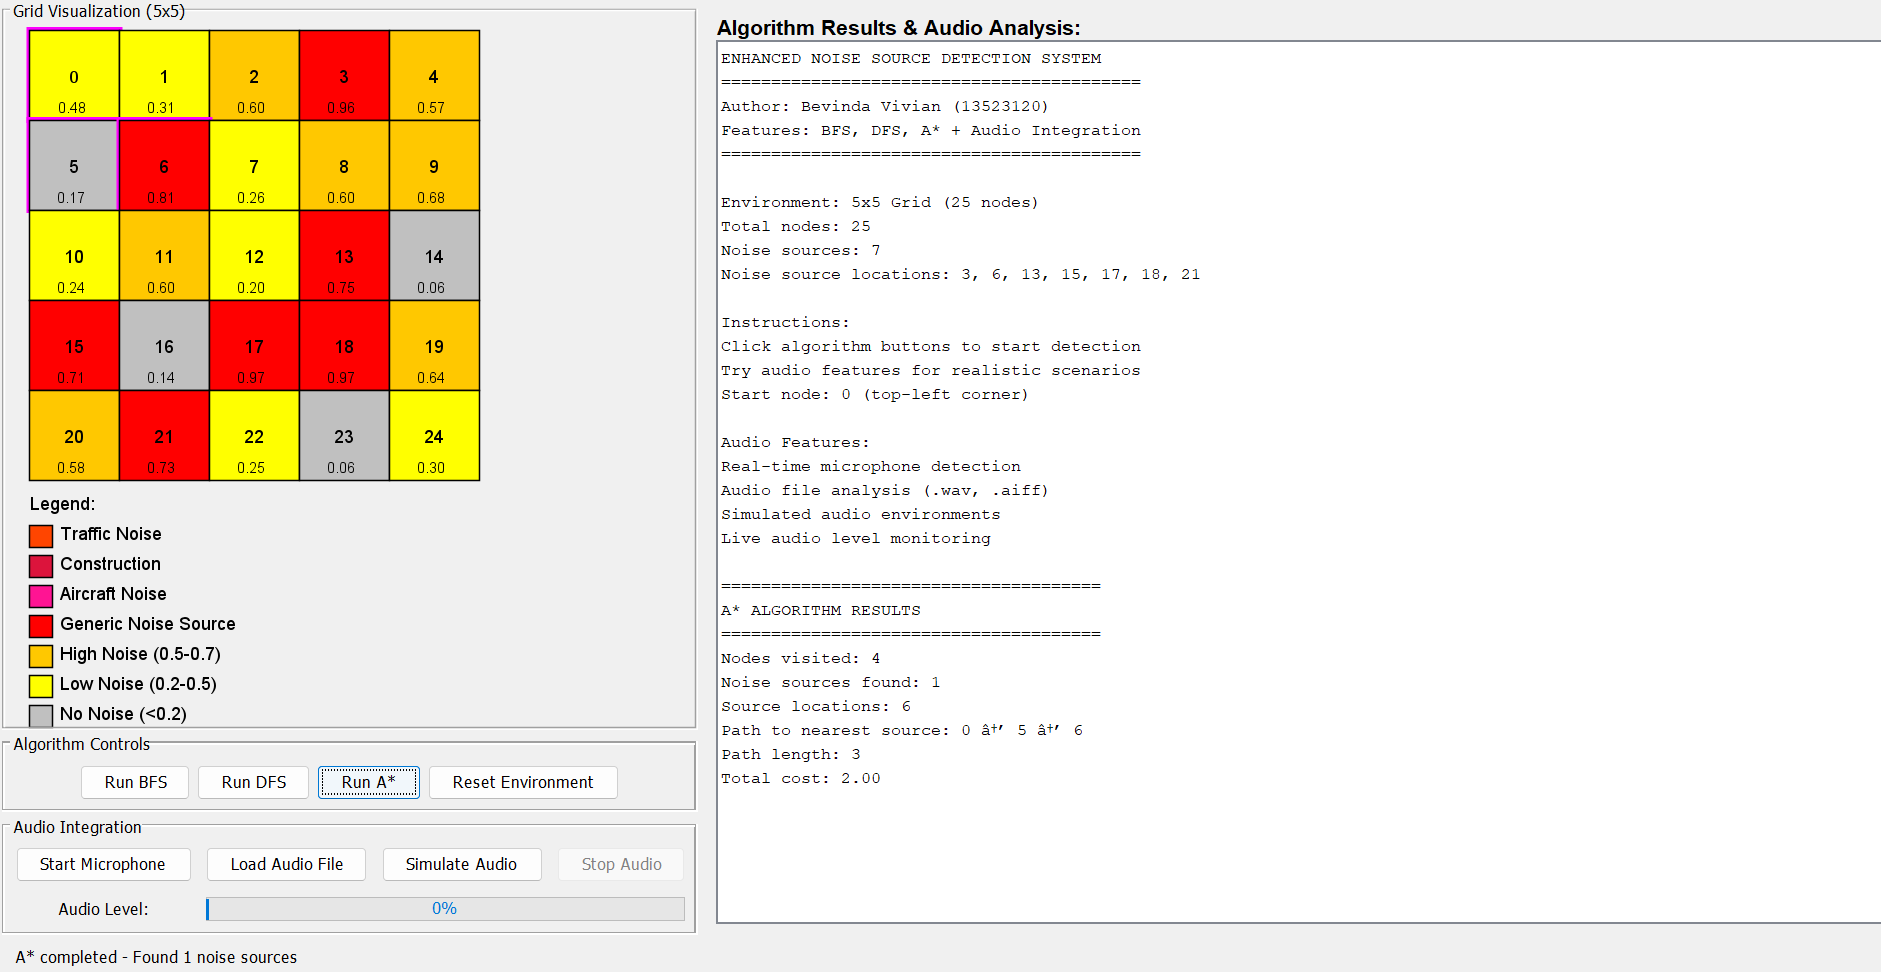 Grid Visualization (5x5)
0 1 2 3 4
0.48 0.31 0.60 0.96 0.57
5 6 7 8 9
0.17 0.81 0.26 0.60 0.68
10 11 12 13 14
0.24 0.60 0.20 0.75 0.06
15 16 17 18 19
0.71 0.14 0.97 0.97 0.64
20 21 22 23 24
0.58 0.73 0.25 0.06 0.30
Legend:
Traffic Noise
Construction
Aircraft Noise
Generic Noise Source
High Noise (0.5-0.7)
Low Noise (0.2-0.5)
No Noise (<0.2)
Algorithm Controls
Run BFS Run DFS Run A* Reset Environment
Audio Integration
Start Microphone Load Audio File Simulate Audio Stop Audio
Audio Level: 0%
A* completed - Found 1 noise sources
Algorithm Results & Audio Analysis:
ENHANCED NOISE SOURCE DETECTION SYSTEM
==========================================
Author: Bevinda Vivian (13523120)
Features: BFS, DFS, A* + Audio Integration
==========================================
Environment: 5x5 Grid (25 nodes)
Total nodes: 25
Noise sources: 7
Noise source locations: 3, 6, 13, 15, 17, 18, 21
Instructions:
Click algorithm buttons to start detection
Try audio features for realistic scenarios
Start node: 0 (top-left corner)
Audio Features:
Real-time microphone detection
Audio file analysis (.wav, .aiff)
Simulated audio environments
Live audio level monitoring
======================================
A* ALGORITHM RESULTS
======================================
Nodes visited: 4
Noise sources found: 1
Source locations: 6
Path to nearest source: 0 â†’ 5 â†’ 6
Path length: 3
Total cost: 2.00